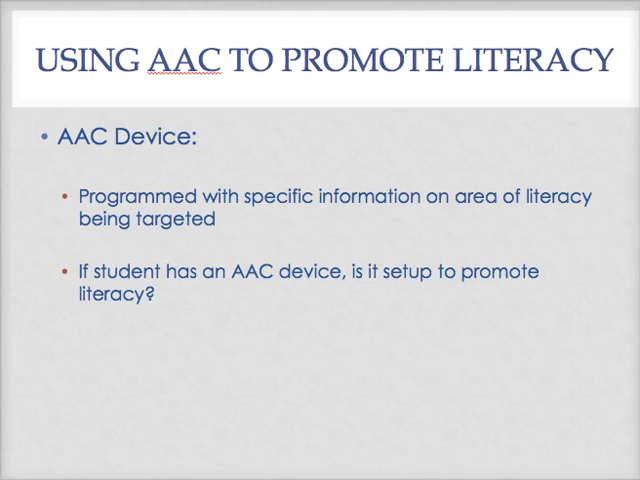 USING AAC TO PROMOTE LITERACY
• AAC Device:
• Programmed with specific information on area of literacy
being targeted
• If student has an AAC device, is it setup to promote
literacy?